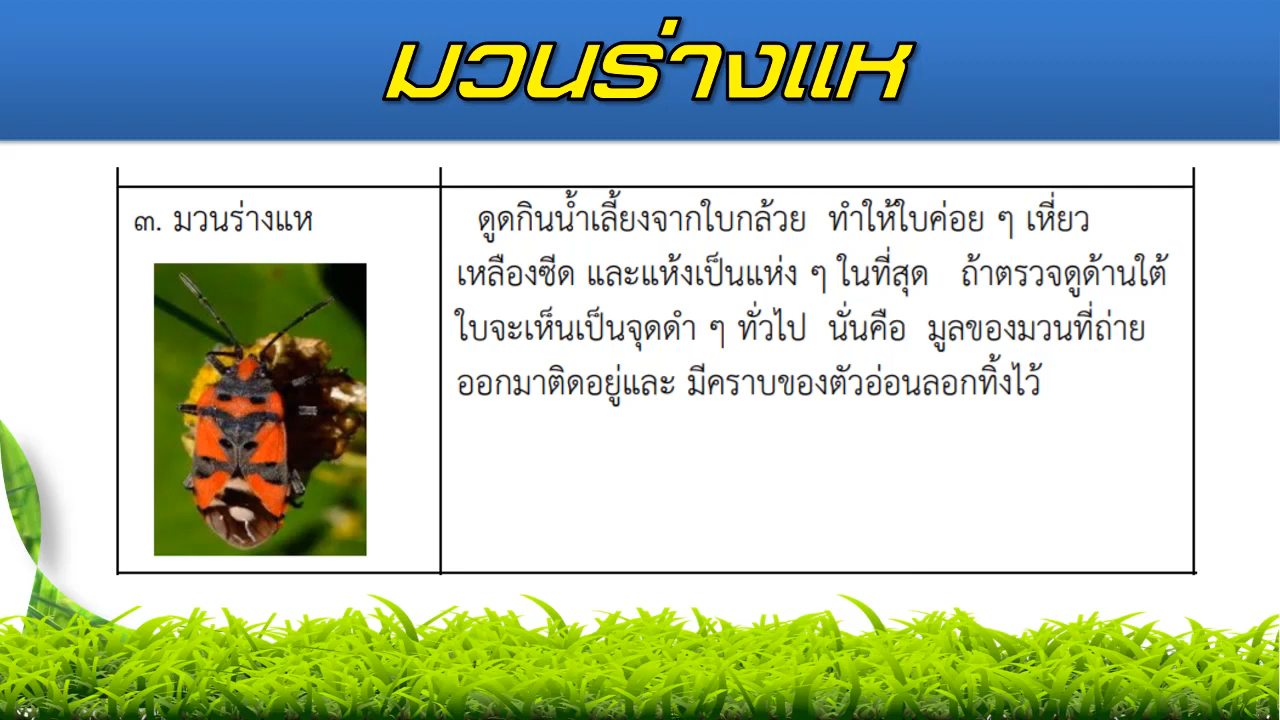 มวนร่างแห
๓. มวนร่างแห
ดูดกินน้ำเลี้ยงจากใบกล้วย ทำให้ใบค่อย ๆ เหี่ยว
เหลืองซีด และแห้งเป็นแห่ง ๆ ในที่สุด ถ้าตรวจดูด้านใต้
ใบจะเห็นเป็นจุดดำ ๆ ทั่วไป นั่นคือ มูลของมวนที่ถ่าย
ออกมาติดอยู่และ มีคราบของตัวอ่อนลอกทิ้งไว้